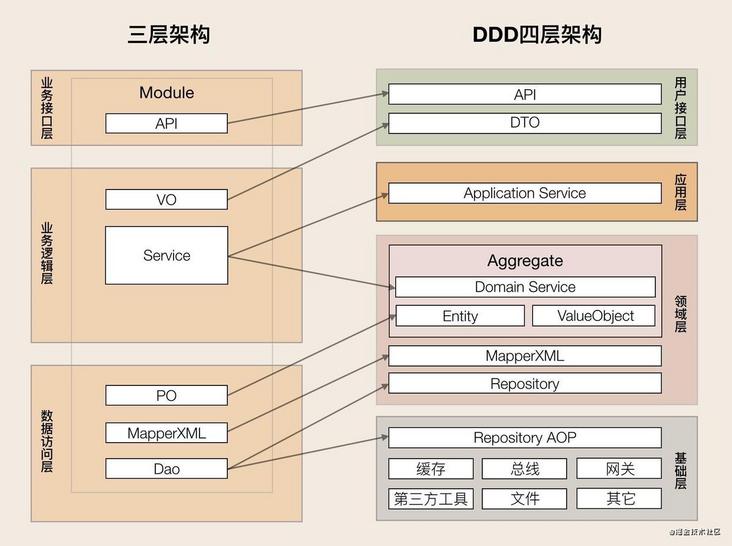 三层架构
DDD四层架构
业务接口层
Module
API
业务逻辑层
VO
Service
数据访问层
PO
MapperXML
Dao
API
DTO
用户接口层
Application Service
应用层
Aggregate
Domain Service
Entity
ValueObject
MapperXML
Repository
领域层
Repository AOP
缓存
总线
网关
第三方工具
文件
其它
基础层
@掘金技术社区